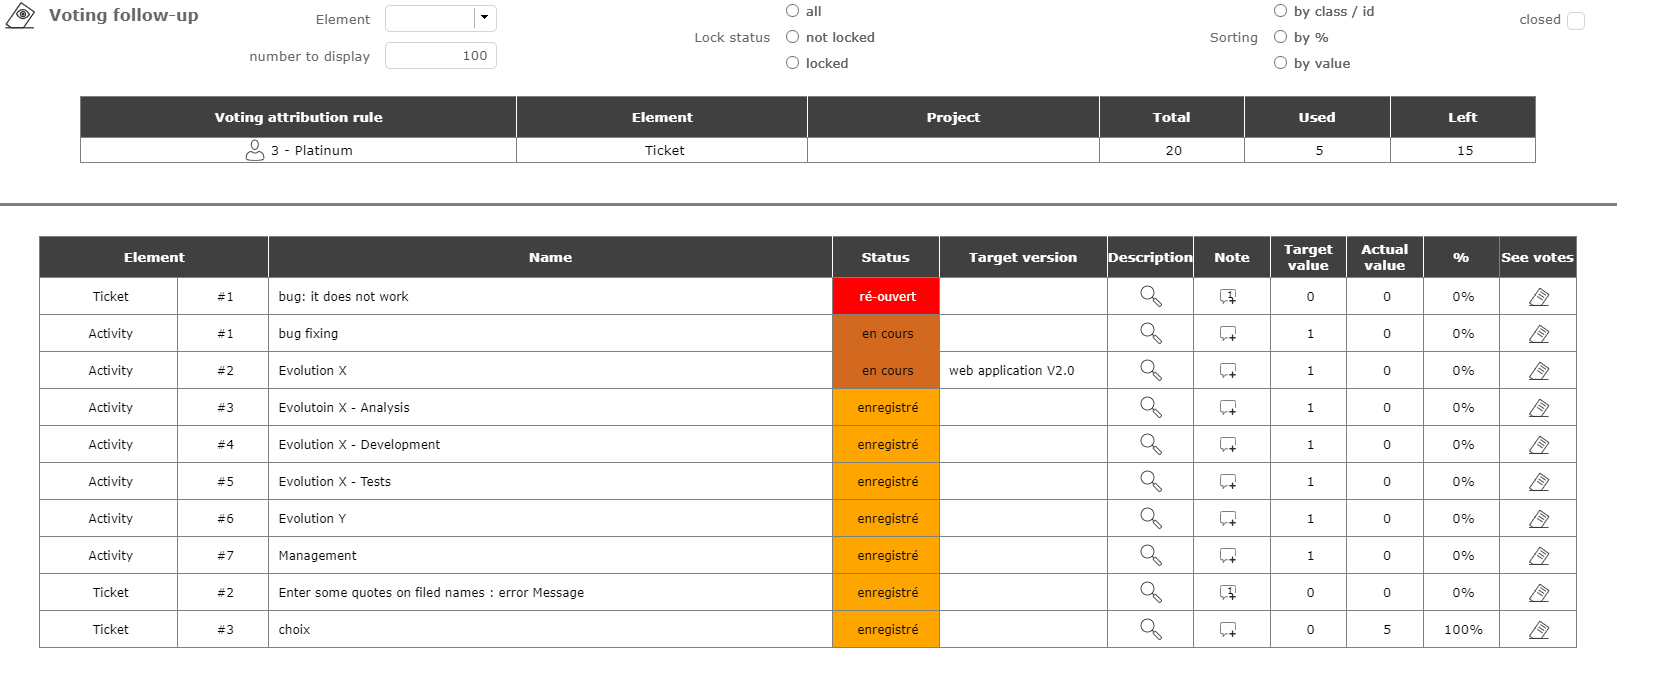 Voting follow-up
Element
number to display 100
Lock status
all
not locked
locked
Sorting
by class / id
by %
by value
closed
Voting attribution rule Element Project Total Used Left
3 - Platinum Ticket 20 5 15
Element Name Status Target version Description Note Target value Actual value % See votes
Ticket #1 bug: it does not work ré-ouvert 1 0 0 0%
Activity #1 bug fixing en cours 1 0 0%
Activity #2 Evolution X en cours web application V2.0 1 0 0%
Activity #3 Evolutoin X - Analysis enregistré 1 0 0%
Activity #4 Evolution X - Development enregistré 1 0 0%
Activity #5 Evolution X - Tests enregistré 1 0 0%
Activity #6 Evolution Y enregistré 1 0 0%
Activity #7 Management enregistré 1 0 0%
Ticket #2 Enter some quotes on filed names : error Message enregistré 1 0 0 0%
Ticket #3 choix enregistré 0 5 100%